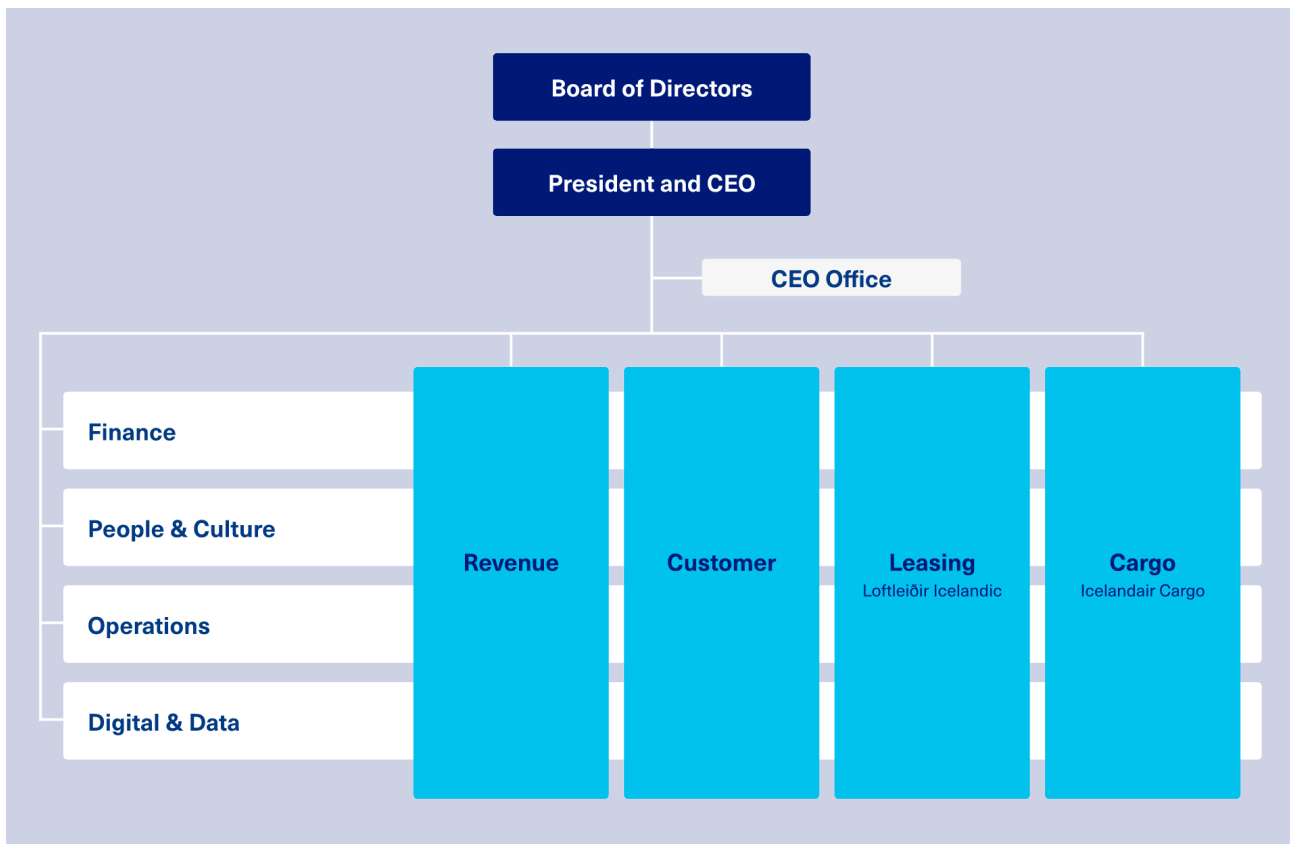 Board of Directors
President and CEO
CEO Office
Finance
People & Culture
Operations
Digital & Data
Revenue
Customer
Leasing
Loftleiðir Icelandic
Cargo
Icelandair Cargo